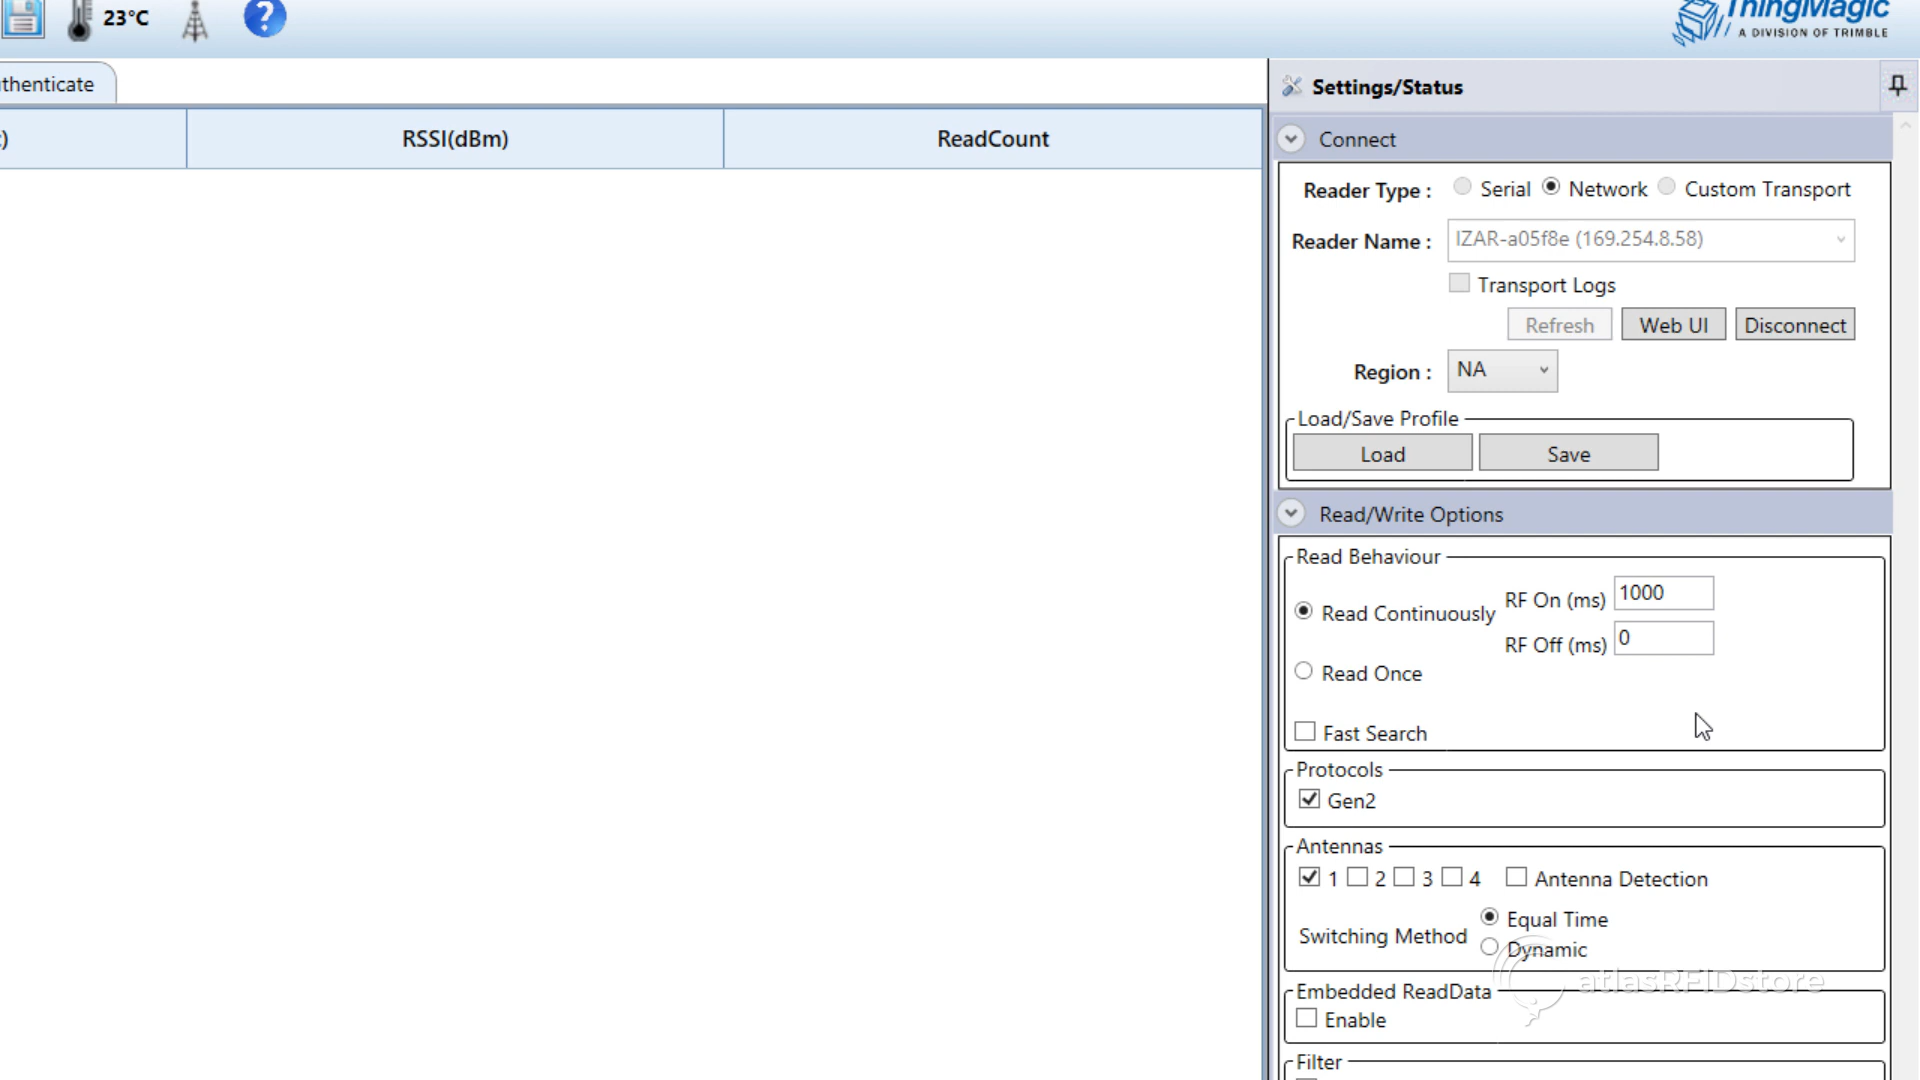 23°C
?
ThingMagic
A DIVISION OF TRIMBLE
thenticate
Settings/Status
)
RSSI(dBm)
ReadCount
Connect
Reader Type :
Serial
Network
Custom Transport
Reader Name :
IZAR-a05f8e (169.254.8.58)
Transport Logs
Refresh
Web UI
Disconnect
Region :
NA
Load/Save Profile
Load
Save
Read/Write Options
Read Behaviour
Read Continuously
RF On (ms)
1000
RF Off (ms)
0
Read Once
Fast Search
Protocols
Gen2
Antennas
1
2
3
4
Antenna Detection
Switching Method
Equal Time
Dynamic
atlasRFIDstore
Embedded ReadData
Enable
Filter